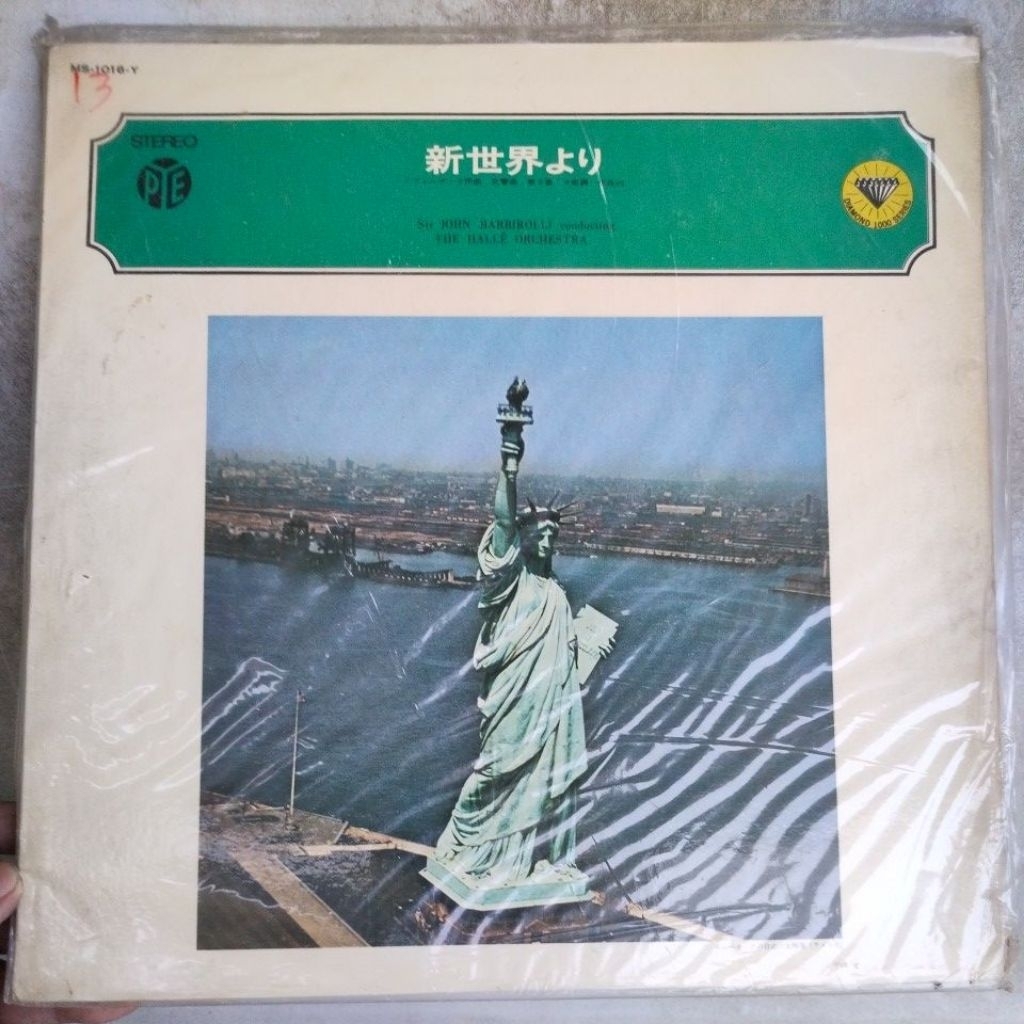 MS-1016-Y
13
STEREO
PYE
新世界より
Sir JOHN BARBIROLLI conducting
THE HALLÉ ORCHESTRA
DIAMOND 1000 SERIES